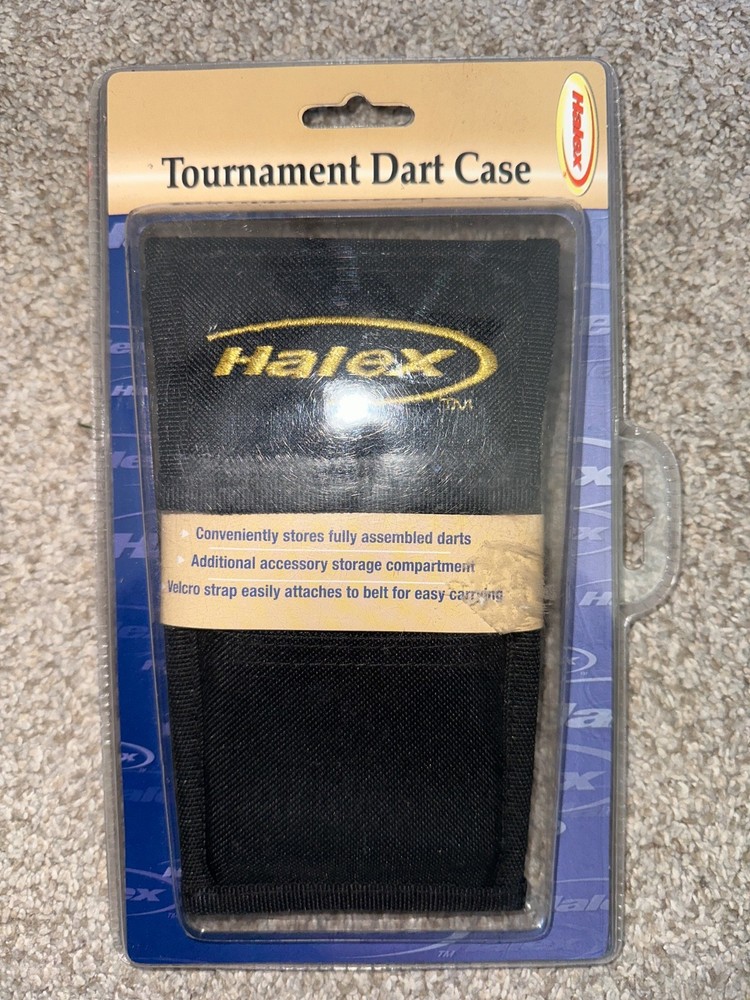 Halex
Tournament Dart Case
Halex
TM
Conveniently stores fully assembled darts
Additional accessory storage compartment
Velcro strap easily attaches to belt for easy carrying